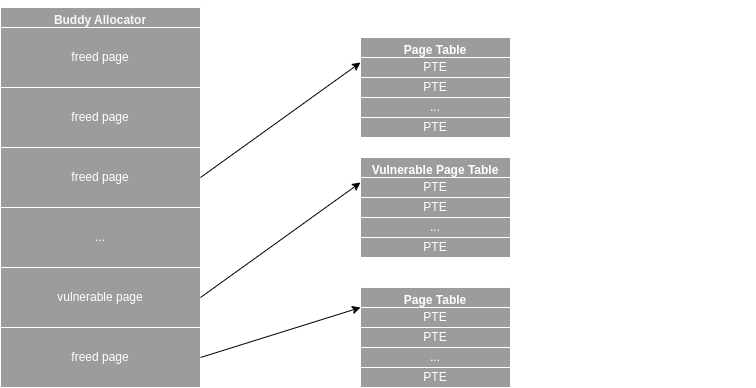 Buddy Allocator
freed page
freed page
freed page
...
vulnerable page
freed page
Page Table
PTE
PTE
...
PTE
Vulnerable Page Table
PTE
PTE
...
PTE
Page Table
PTE
PTE
...
PTE